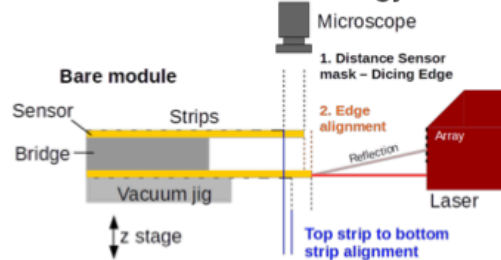 Microscope
1. Distance Sensor
mask – Dicing Edge
Bare module
2. Edge
alignment
Sensor
Strips
Array
Reflection
Bridge
Vacuum jig
Laser
z stage
Top strip to bottom
strip alignment